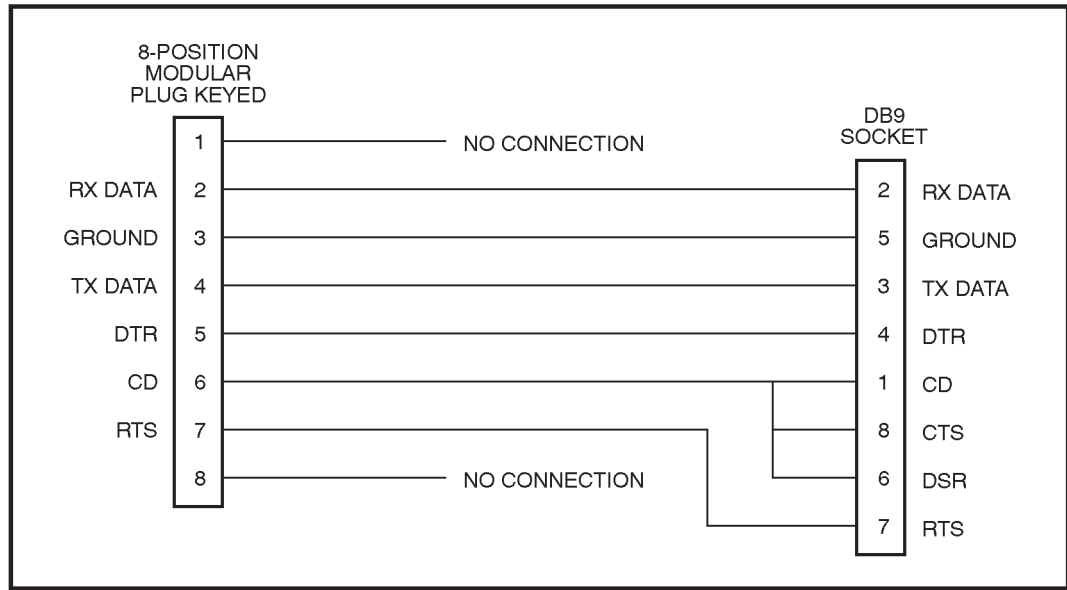 8-POSITION
MODULAR
PLUG KEYED
DB9
SOCKET
1 NO CONNECTION
RX DATA 2 2 RX DATA
GROUND 3 5 GROUND
TX DATA 4 3 TX DATA
DTR 5 4 DTR
CD 6 1 CD
RTS 7 8 CTS
8 NO CONNECTION 6 DSR
7 RTS